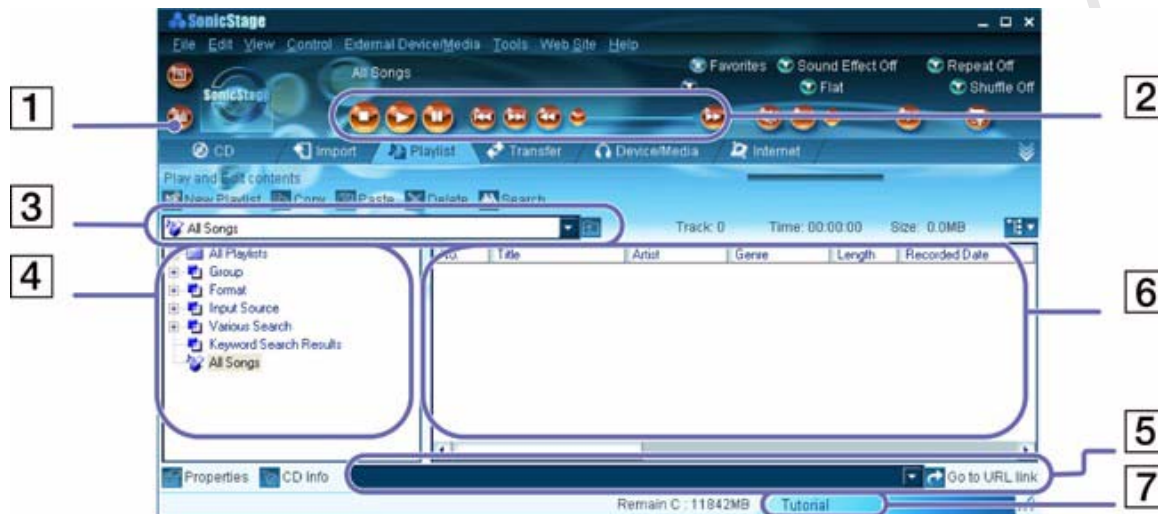 SonicStage
File Edit View Control External Device/Media Tools Web Site Help
All Songs
Favorites Sound Effect Off Repeat Off
SonicStage
Flat Shuffle Off
1
2
CD Import Playlist Transfer Device/Media Internet
Play and Edit contents
New Playlist Copy Paste Delete Search
3
All Songs
Track: 0 Time: 00:00:00 Size: 0.0MB
4
All Playlists
Group
Format
Input Source
Various Search
Keyword Search Results
All Songs
No. Title Artist Genre Length Recorded Date
6
5
Properties CD Info
Go to URL link
7
Remain C : 11842MB Tutorial